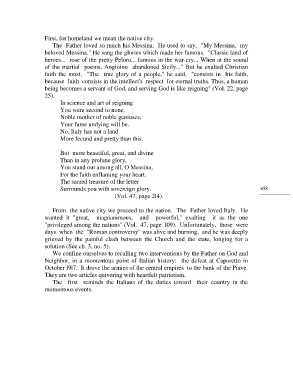 First, for homeland we mean the native city.
The Father loved so much his Messina. He used to say, "My Messina, my
beloved Messina." He sang the glories which made her famous. "Classic land of
heroes... rose of the pretty Peloro... famous in the war-cry... When at the sound
of the martial poems, Angioino abandoned Sicily..." But he exalted Christian
faith the most. "The true glory of a people," he said, "consists in his faith,
because faith consists in the intellect's respect for eternal truths. Thus, a human
being becomes a servant of God, and serving God is like reigning" (Vol. 22, page
25).
In science and art of reigning
You were second to none.
Noble mother of noble geniuses,
Your fame undying will be.
No, Italy has not a land
More fecund and pretty than this.
But more beautiful, great, and divine
Than in any profane glory,
You stand out among all, O Messina,
For the faith enflaming your heart.
The sacred treasure of the letter
Surrounds you with sovereign glory.
(Vol. 47, page 214).
From the native city we proceed to the nation. The Father loved Italy. He
wanted it "great, magnanimous, and powerful," exalting it as the one
"privileged among the nations" (Vol. 47, page 109). Unfortunately, those were
days when the "Roman controversy" was alive and burning, and he was deeply
grieved by the painful clash between the Church and the state, longing for a
solution (See ch. 3, no. 5).
We confine ourselves to recalling two interventions by the Father on God and
Neighbor, in a momentous point of Italian history: the defeat at Caporetto in
October 1917. It drove the armies of the central empires to the bank of the Piave.
They are two articles quivering with heartfelt patriotism.
The first reminds the Italians of the duties toward their country in the
momentous events.